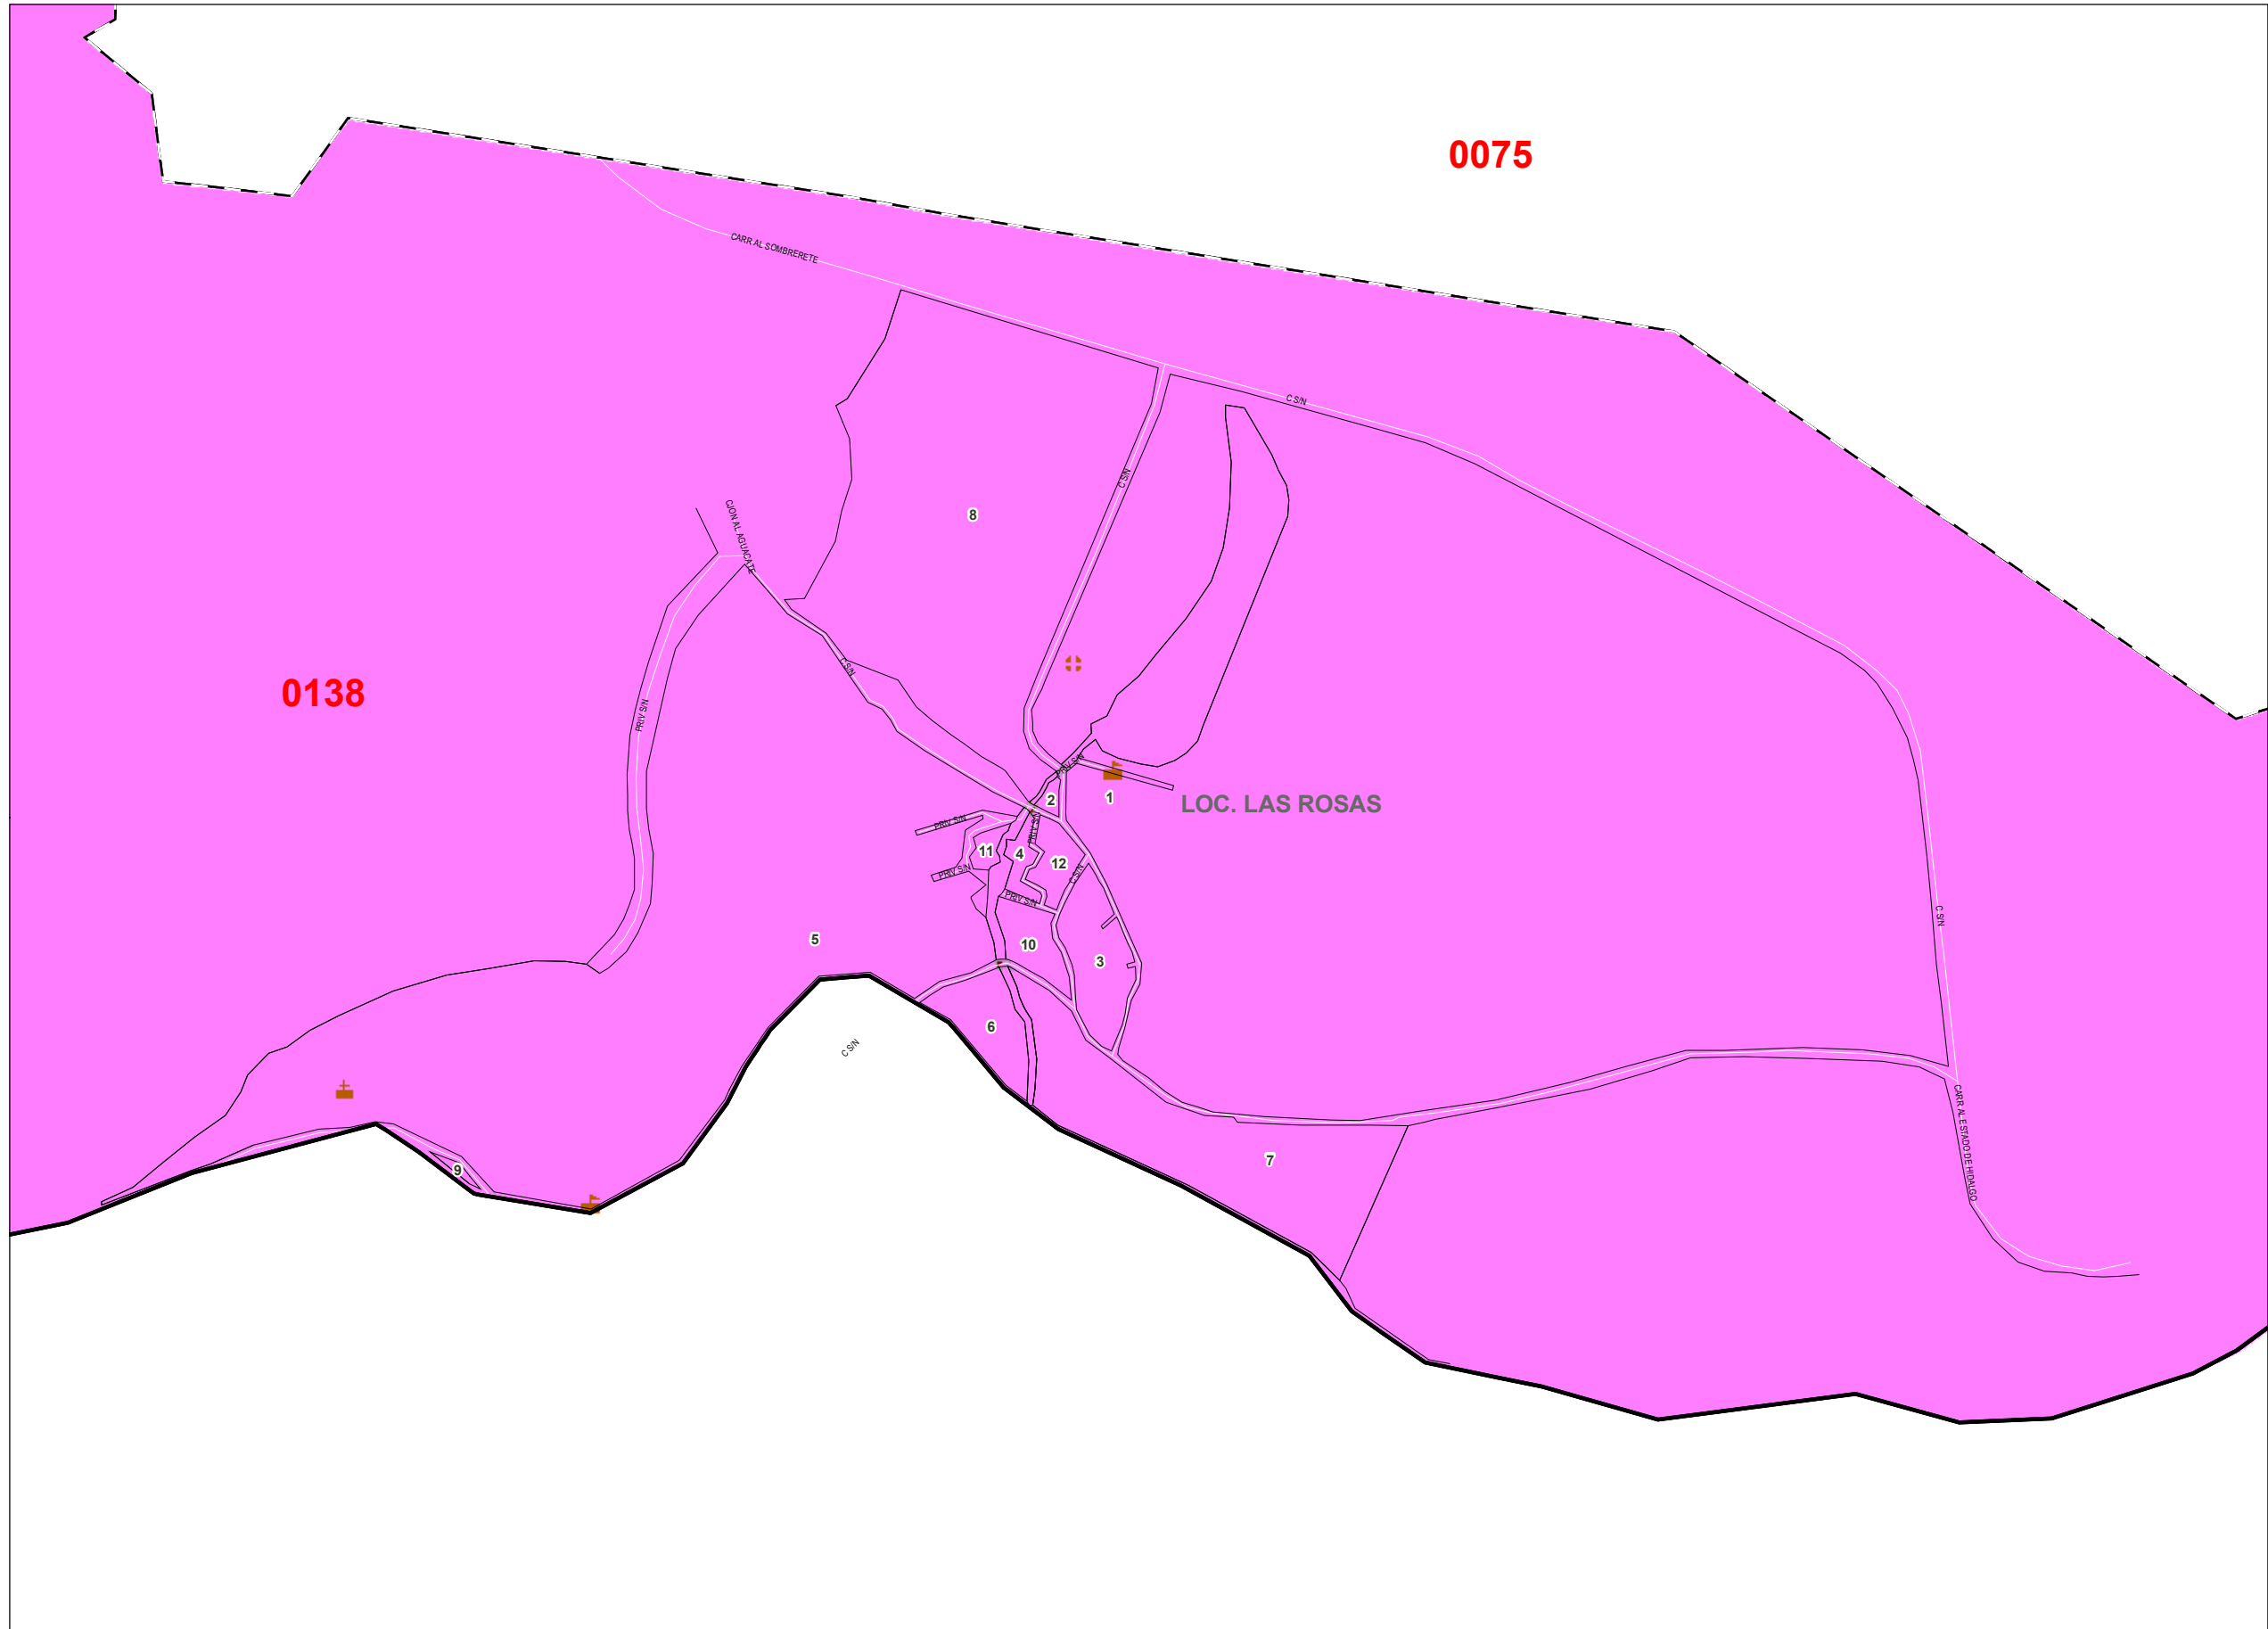 0075
CARR AL SOMBRERETE
C S/N
C S/N
8
CJON AL AGUACATE
C S/N
0138
PRIV S/N
PRIV S/N
2
1
LOC. LAS ROSAS
PRIV S/N
PRIV S/N
11
4
12
PRIV S/N
C S/N
PRIV S/N
C S/N
5
10
3
6
C S/N
CARR AL ESTADO DE HIDALGO
7
9